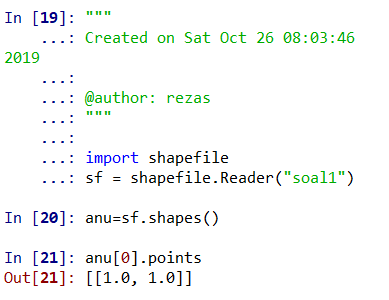 In [19]: """
...: Created on Sat Oct 26 08:03:46
2019
...:
...: @author: rezas
...: """
...:
...: import shapefile
...: sf = shapefile.Reader("soal1")
In [20]: anu=sf.shapes()
In [21]: anu[0].points
Out[21]: [[1.0, 1.0]]